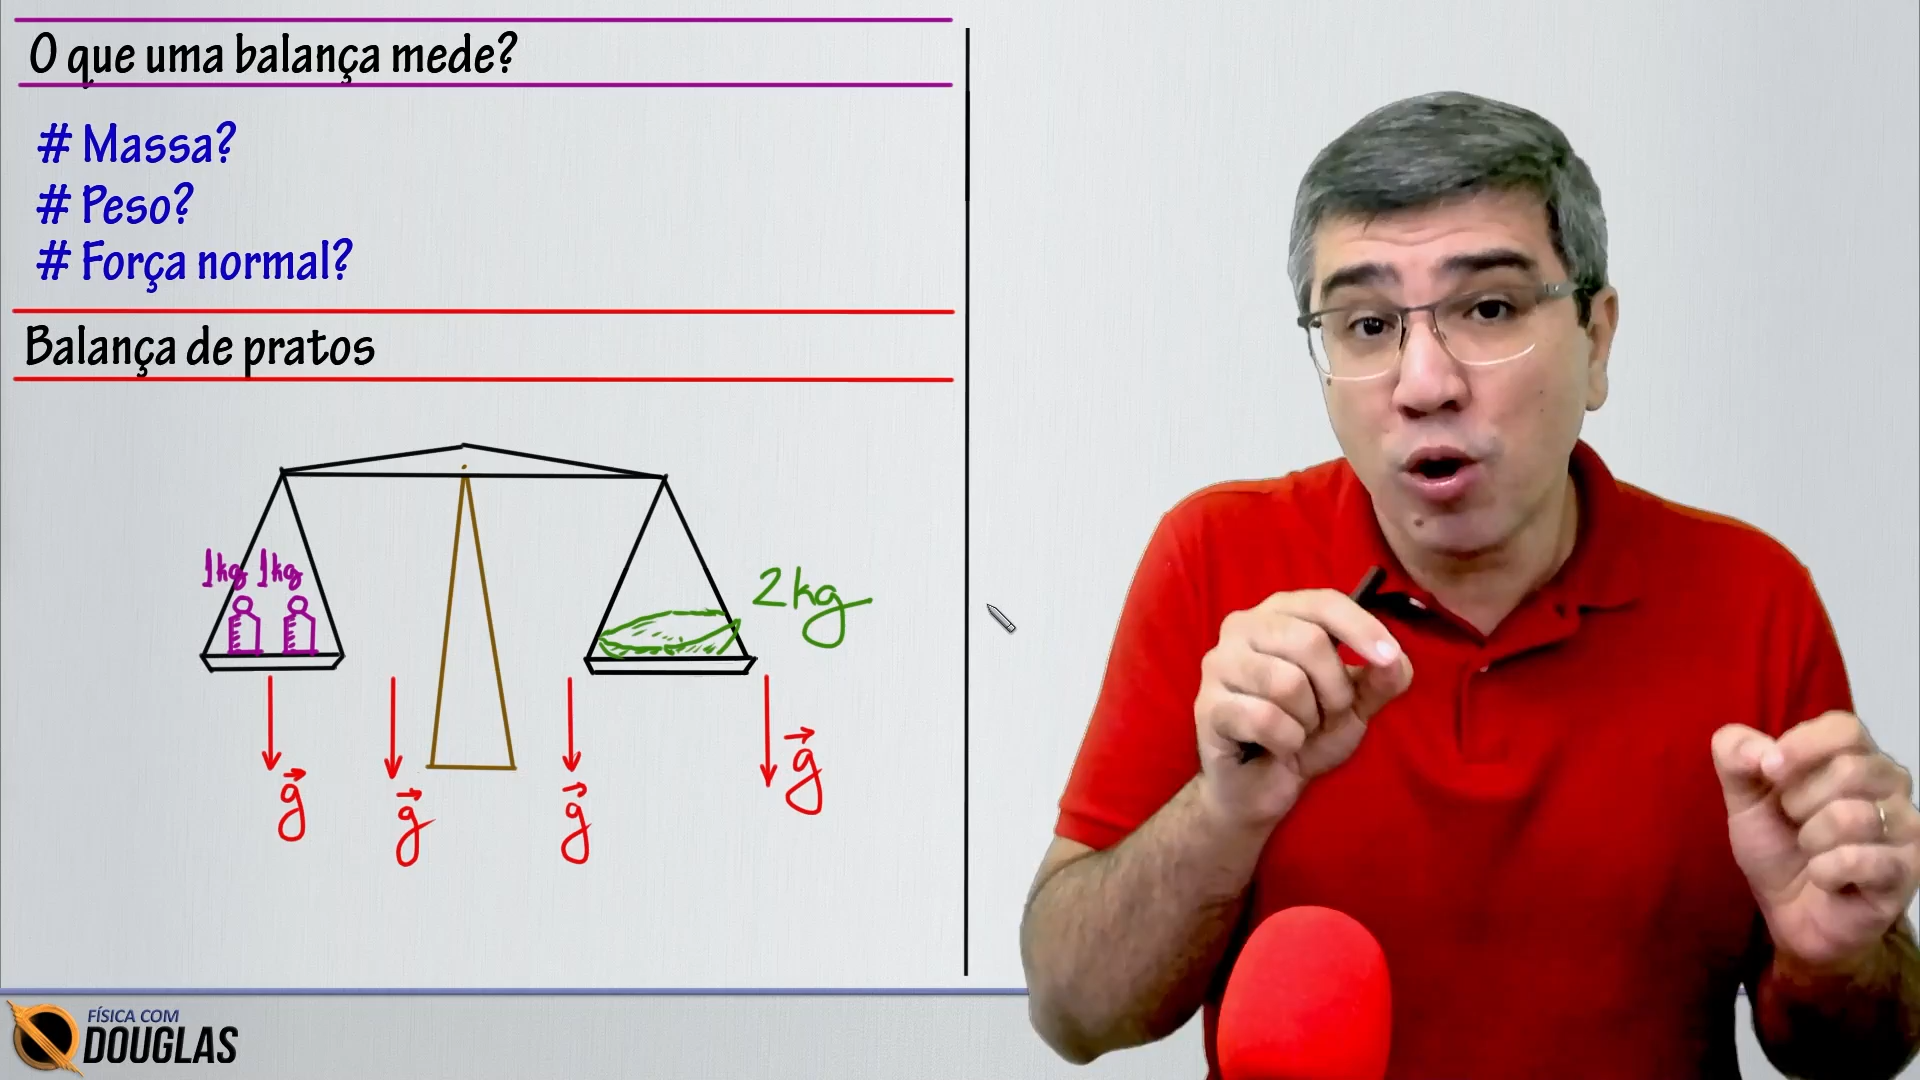 O que uma balança mede?
# Massa?
# Peso?
# Força normal?
Balança de pratos
1kg 1kg
2kg
g
g
g
g
FÍSICA COM
DOUGLAS